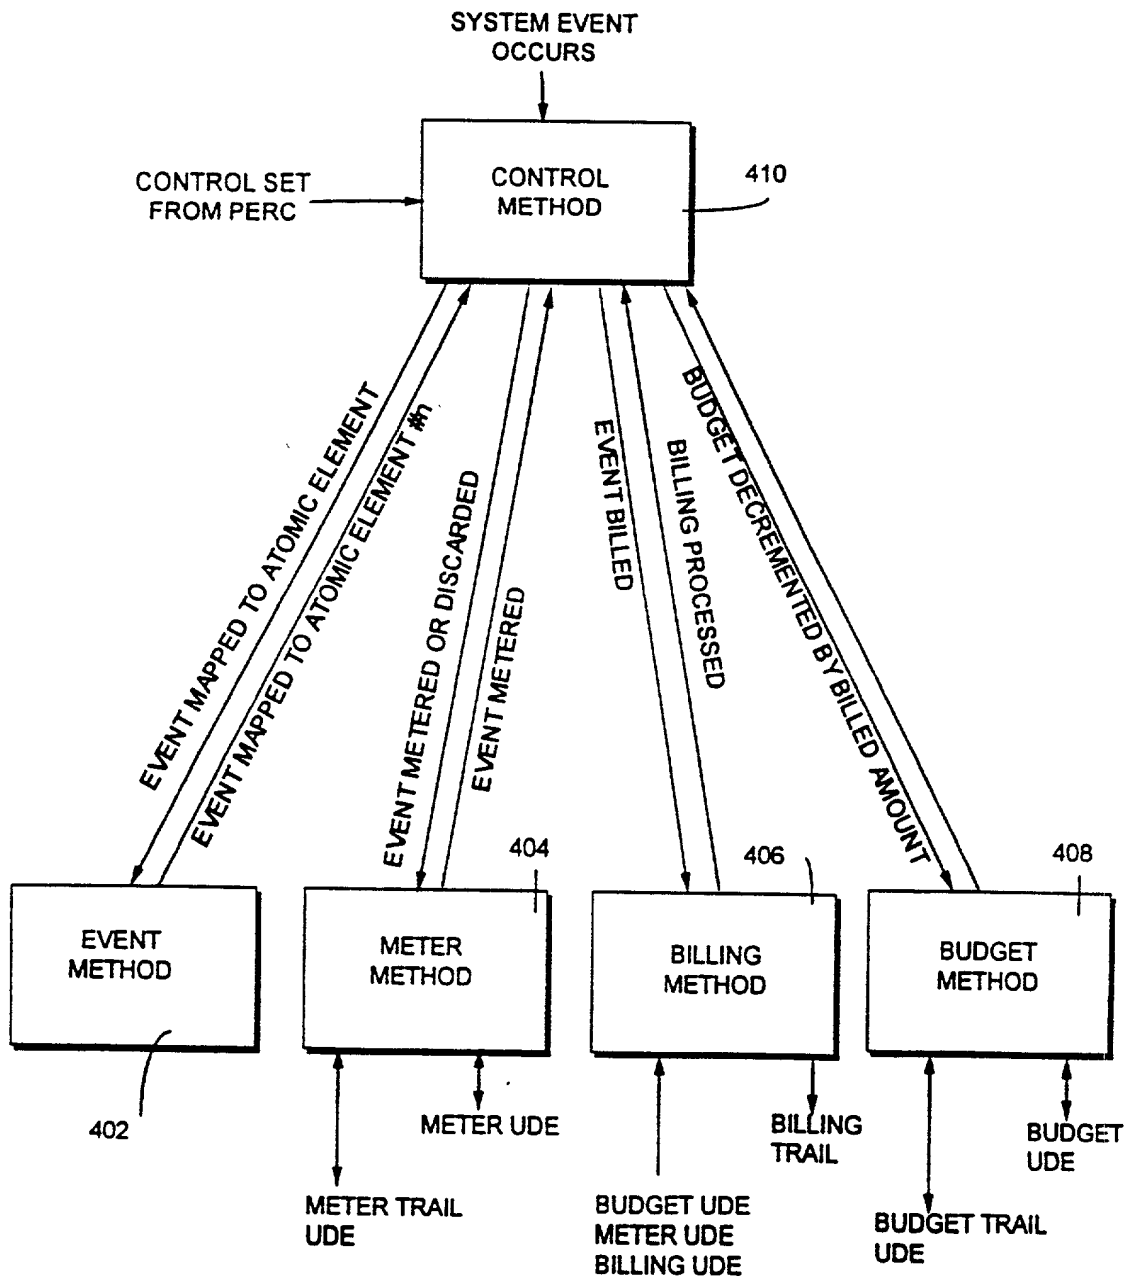 SYSTEM EVENT
OCCURS
CONTROL SET
FROM PERC
CONTROL
METHOD
410
EVENT MAPPED TO ATOMIC ELEMENT
EVENT MAPPED TO ATOMIC ELEMENT #n
EVENT METERED OR DISCARDED
EVENT METERED
EVENT BILLED
BILLING PROCESSED
BUDGET DECREMENTED BY BILLED AMOUNT
404
406
408
EVENT
METHOD
METER
METHOD
BILLING
METHOD
BUDGET
METHOD
402
METER UDE
BILLING
TRAIL
BUDGET
UDE
METER TRAIL
UDE
BUDGET UDE
METER UDE
BILLING UDE
BUDGET TRAIL
UDE